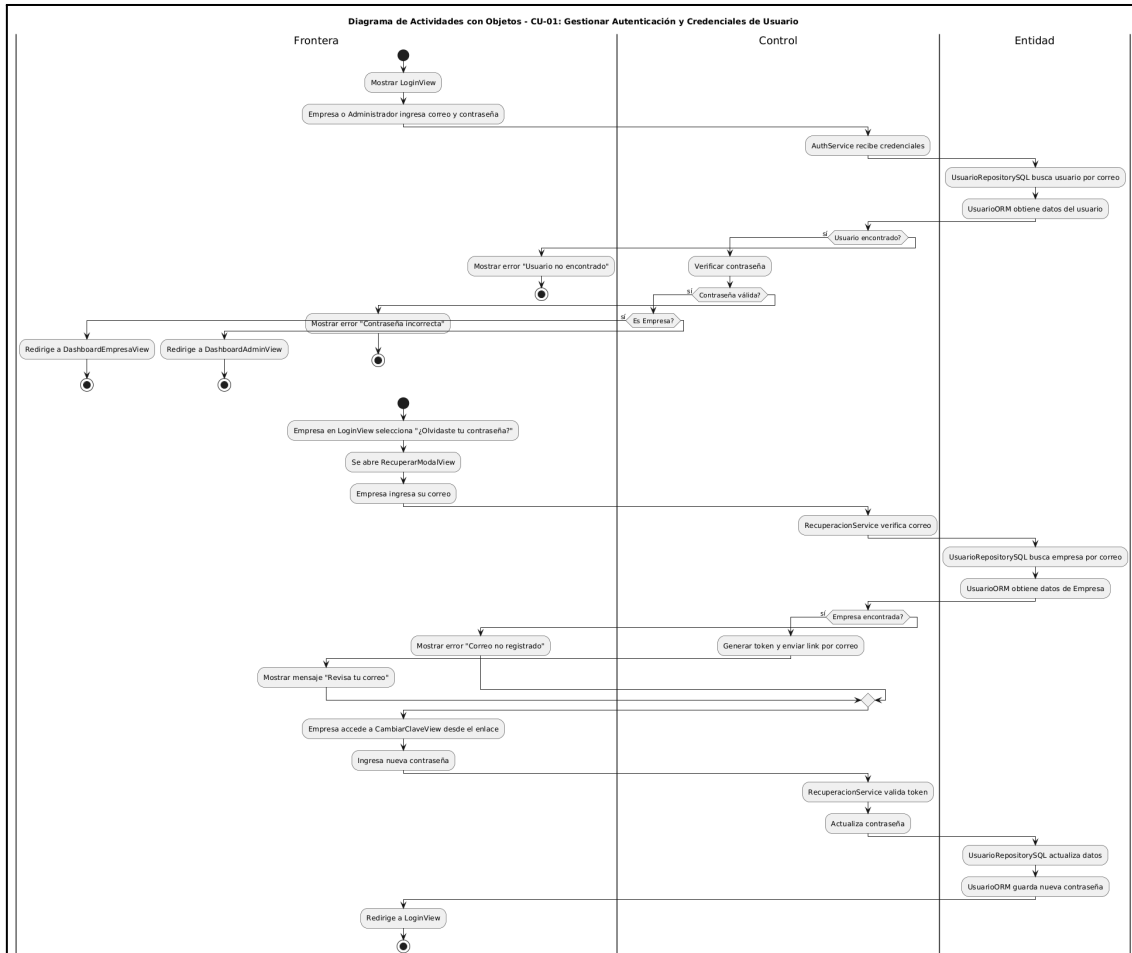 Diagrama de Actividades con Objetos - CU-01: Gestionar Autenticación y Credenciales de Usuario
Frontera
Control
Entidad
Mostrar LoginView
Empresa o Administrador ingresa correo y contraseña
AuthService recibe credenciales
UsuarioRepositorySQL busca usuario por correo
UsuarioORM obtiene datos del usuario
sí
Usuario encontrado?
Mostrar error "Usuario no encontrado"
Verificar contraseña
sí
Contraseña válida?
Mostrar error "Contraseña incorrecta"
sí
Es Empresa?
Redirige a DashboardEmpresaView
Redirige a DashboardAdminView
Empresa en LoginView selecciona "¿Olvidaste tu contraseña?"
Se abre RecuperarModalView
Empresa ingresa su correo
RecuperacionService verifica correo
UsuarioRepositorySQL busca empresa por correo
UsuarioORM obtiene datos de Empresa
sí
Empresa encontrada?
Mostrar error "Correo no registrado"
Generar token y enviar link por correo
Mostrar mensaje "Revisa tu correo"
Empresa accede a CambiarClaveView desde el enlace
Ingresa nueva contraseña
RecuperacionService valida token
Actualiza contraseña
UsuarioRepositorySQL actualiza datos
UsuarioORM guarda nueva contraseña
Redirige a LoginView